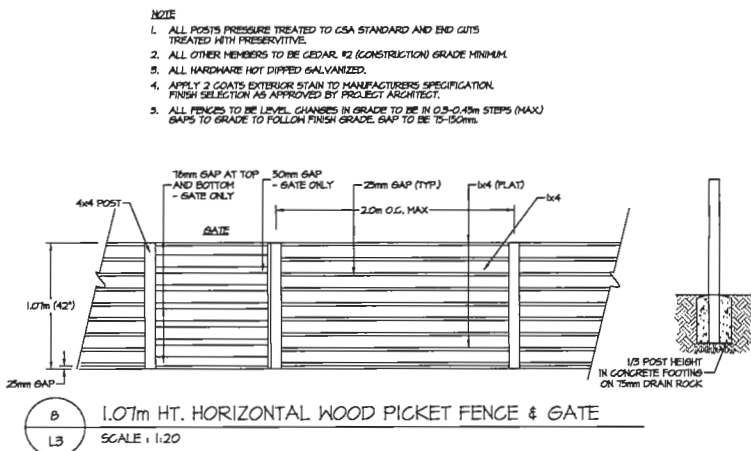 NOTE
1. ALL POSTS PRESSURE TREATED TO CSA STANDARD AND END CUTS
TREATED WITH PRESERVITIVE.
2. ALL OTHER MEMBERS TO BE CEDAR, #2 (CONSTRUCTION) GRADE MINIMUM.
3. ALL HARDWARE HOT DIPPED GALVANIZED.
4. APPLY 2 COATS EXTERIOR STAIN TO MANUFACTURERS SPECIFICATION.
FINISH SELECTION AS APPROVED BY PROJECT ARCHITECT.
5. ALL FENCES TO BE LEVEL. CHANGES IN GRADE TO BE IN 0.3-0.45m STEPS (MAX)
GAPS TO GRADE TO FOLLOW FINISH GRADE. GAP TO BE 75-150mm.
4x4 POST
GATE
AND BOTTOM
- GATE ONLY
50mm GAP
- GATE ONLY
25mm GAP (TYP.)
1x4 (FLAT)
1x4
2.0m O.C. MAX
1.07m (42")
25mm GAP
1/3 POST HEIGHT
IN CONCRETE FOOTING
ON 75mm DRAIN ROCK
B
L3
1.07m HT. HORIZONTAL WOOD PICKET FENCE & GATE
SCALE : 1:20